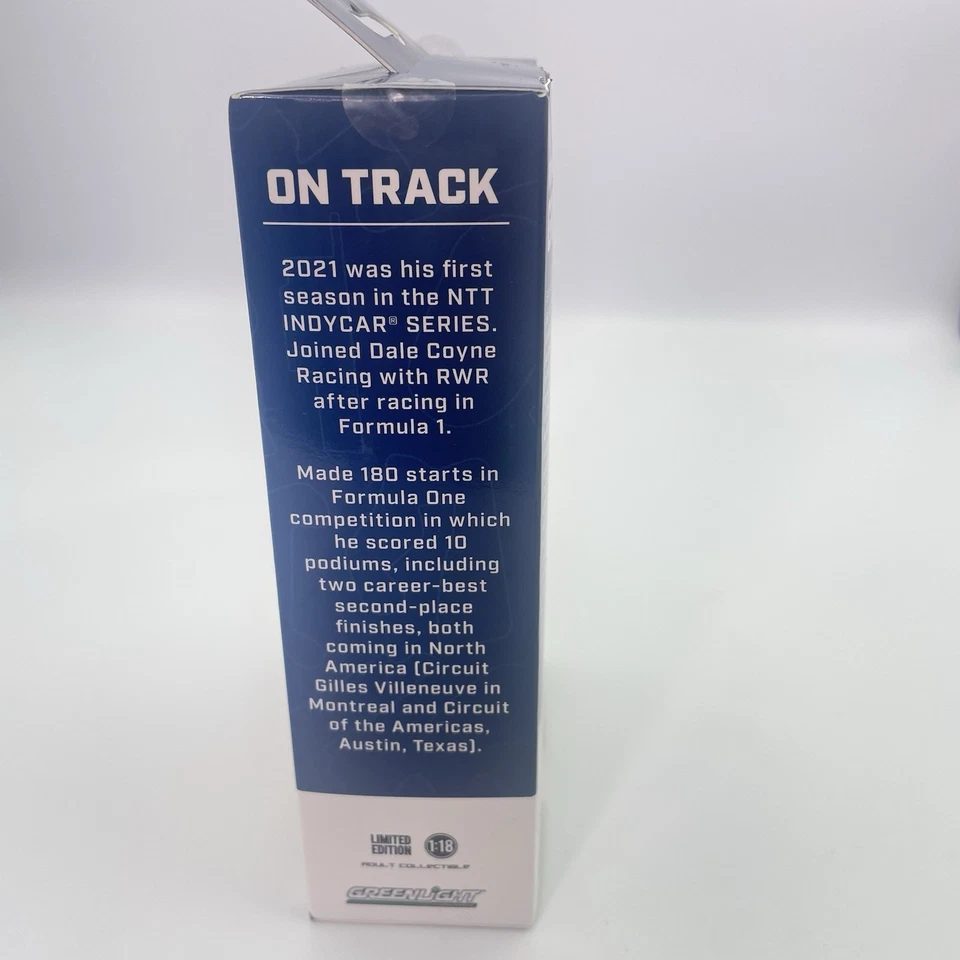 ON TRACK
2021 was his first
season in the NTT
INDYCAR® SERIES.
Joined Dale Coyne
Racing with RWR
after racing in
Formula 1.
Made 180 starts in
Formula One
competition in which
he scored 10
podiums, including
two career-best
second-place
finishes, both
coming in North
America (Circuit
Gilles Villeneuve in
Montreal and Circuit
of the Americas,
Austin, Texas).
LIMITED
EDITION
1:18
ADULT COLLECTIBLE
GREENLIGHT